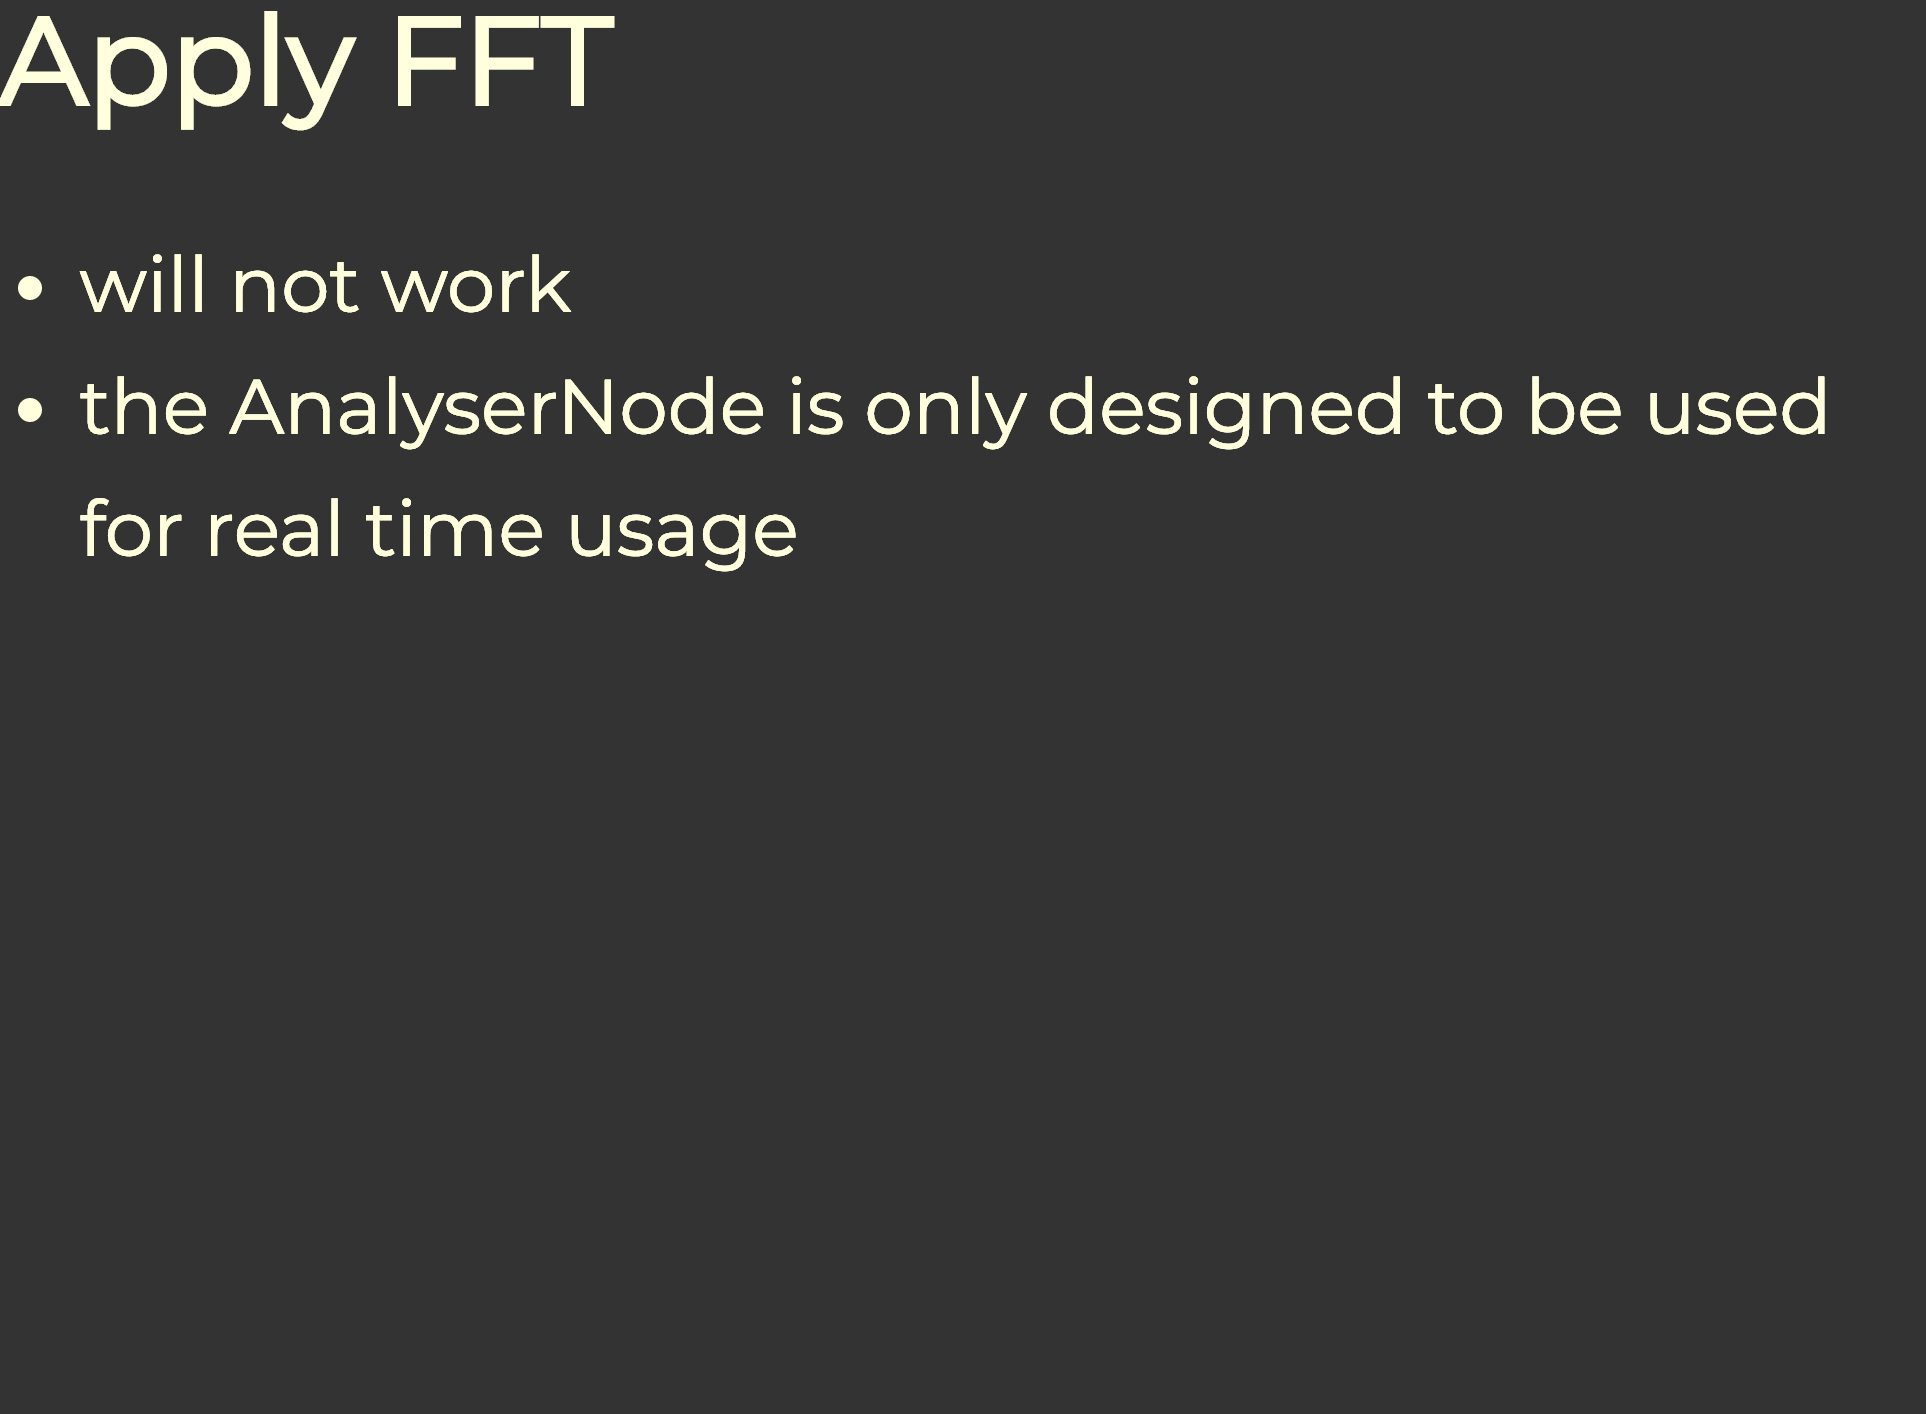 Apply FFT
• will not work
• the AnalyserNode is only designed to be used
for real time usage